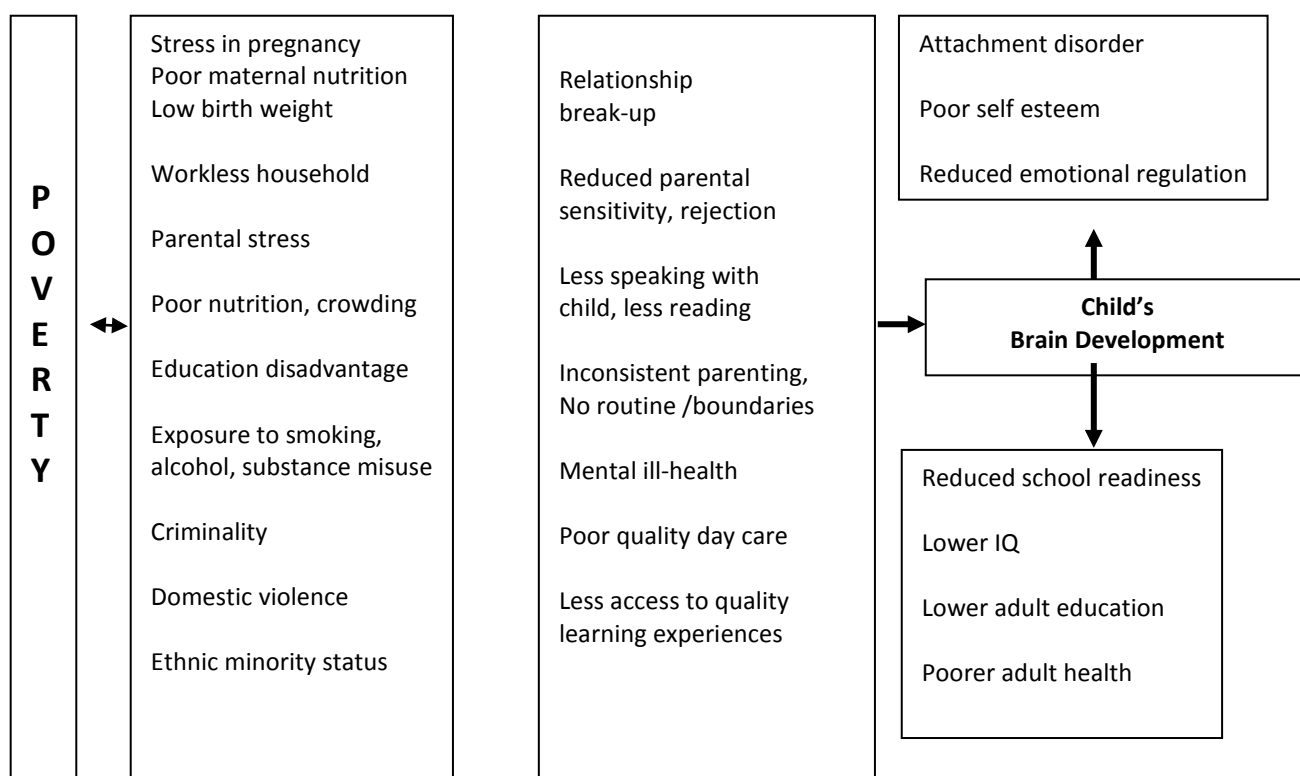 P
O
V
E
R
T
Y
Stress in pregnancy
Poor maternal nutrition
Low birth weight
Workless household
Parental stress
Poor nutrition, crowding
Education disadvantage
Exposure to smoking,
alcohol, substance misuse
Criminality
Domestic violence
Ethnic minority status
Relationship
break-up
Reduced parental
sensitivity, rejection
Less speaking with
child, less reading
Inconsistent parenting,
No routine /boundaries
Mental ill-health
Poor quality day care
Less access to quality
learning experiences
Attachment disorder
Poor self esteem
Reduced emotional regulation
Child’s
Brain Development
Reduced school readiness
Lower IQ
Lower adult education
Poorer adult health